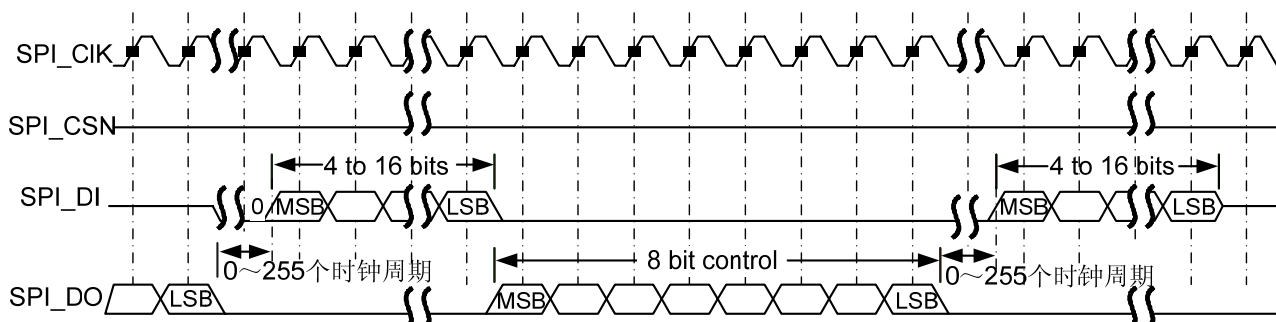 SPI_ClK
SPI_CSN
4 to 16 bits
4 to 16 bits
SPI_DI
0
MSB
LSB
MSB
LSB
0～255个时钟周期
8 bit control
0～255个时钟周期
SPI_DO
LSB
MSB
LSB